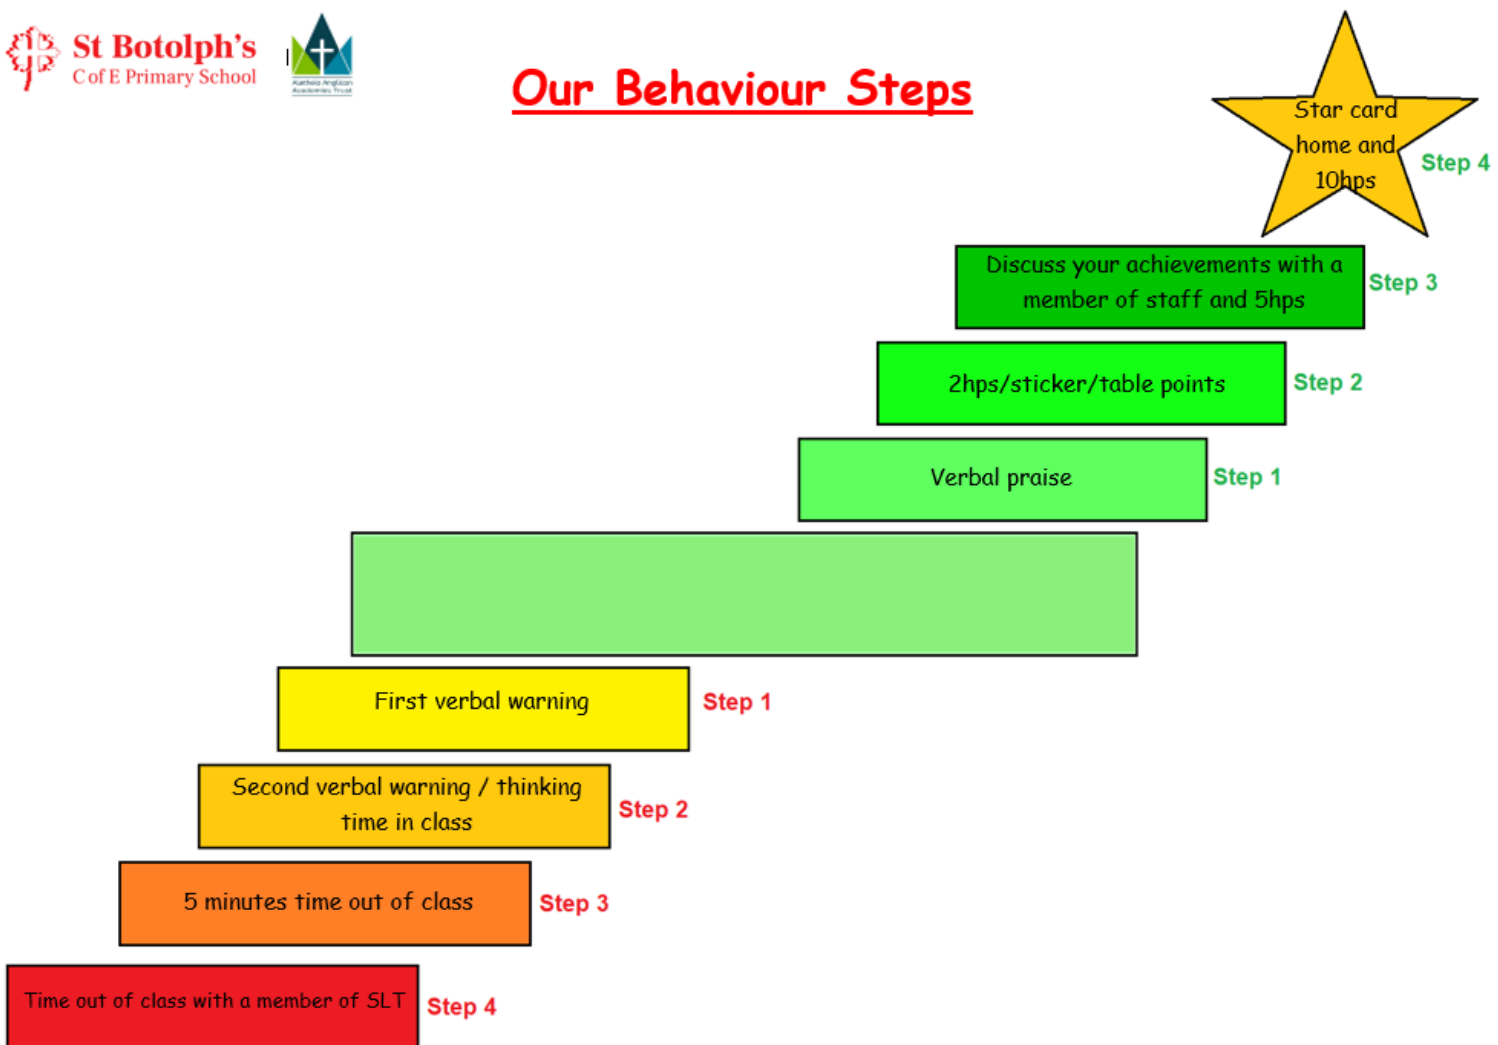 St Botolph's
C of E Primary School
Our Behaviour Steps
Star card
home and
10hps
Step 4
Discuss your achievements with a
member of staff and 5hps
Step 3
2hps/sticker/table points
Step 2
Verbal praise
Step 1
First verbal warning
Step 1
Second verbal warning / thinking
time in class
Step 2
5 minutes time out of class
Step 3
Time out of class with a member of SLT
Step 4